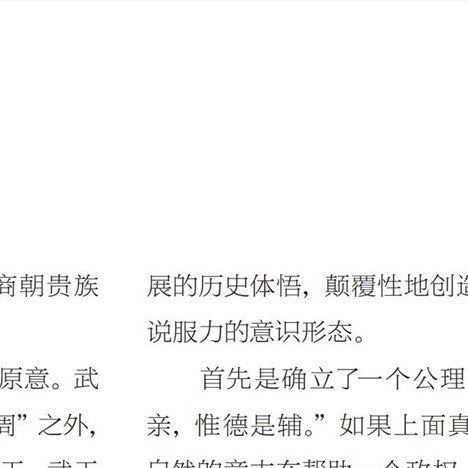 商朝贵族
原意。武
周”之外，
展的历史体悟，颠覆性地创造
说服力的意识形态。
首先是确立了一个公理
亲，惟德是辅。”如果上面真